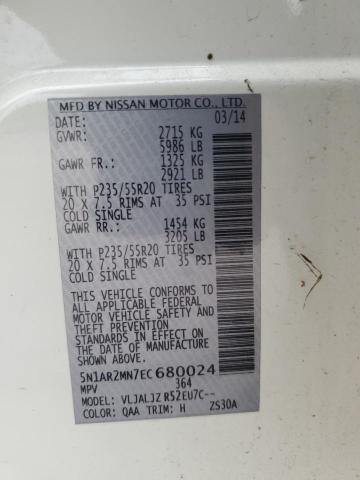 MFD BY NISSAN MOTOR CO., LTD.
DATE: 03/14
GVWR: 2715 KG
5986 LB
GAWR FR.: 1325 KG
2921 LB
WITH P235/55R20 TIRES
20 X 7.5 RIMS AT 35 PSI
COLD SINGLE
GAWR RR.: 1454 KG
3205 LB
WITH P235/55R20 TIRES
20 X 7.5 RIMS AT 35 PSI
COLD SINGLE
THIS VEHICLE CONFORMS TO
ALL APPLICABLE FEDERAL
MOTOR VEHICLE SAFETY
AND THEFT PREVENTION
STANDARDS IN EFFECT ON
THE DATE OF MANUFACTURE
SHOWN ABOVE.
5N1AR2MN7EC680024
MPV 364
MODEL: VLJALJZ R52EU7C--
COLOR: QAA TRIM: H ZS30A